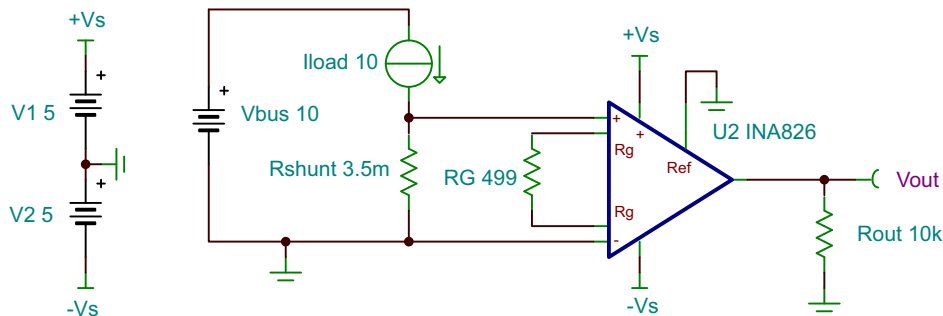 +Vs
V1 5
V2 5
-Vs
+
+
Vbus 10
+
Iload 10
Rshunt 3.5m
RG 499
+Vs
+
+
Rg
Rg
-
Ref
U2 INA826
-Vs
Vout
Rout 10k